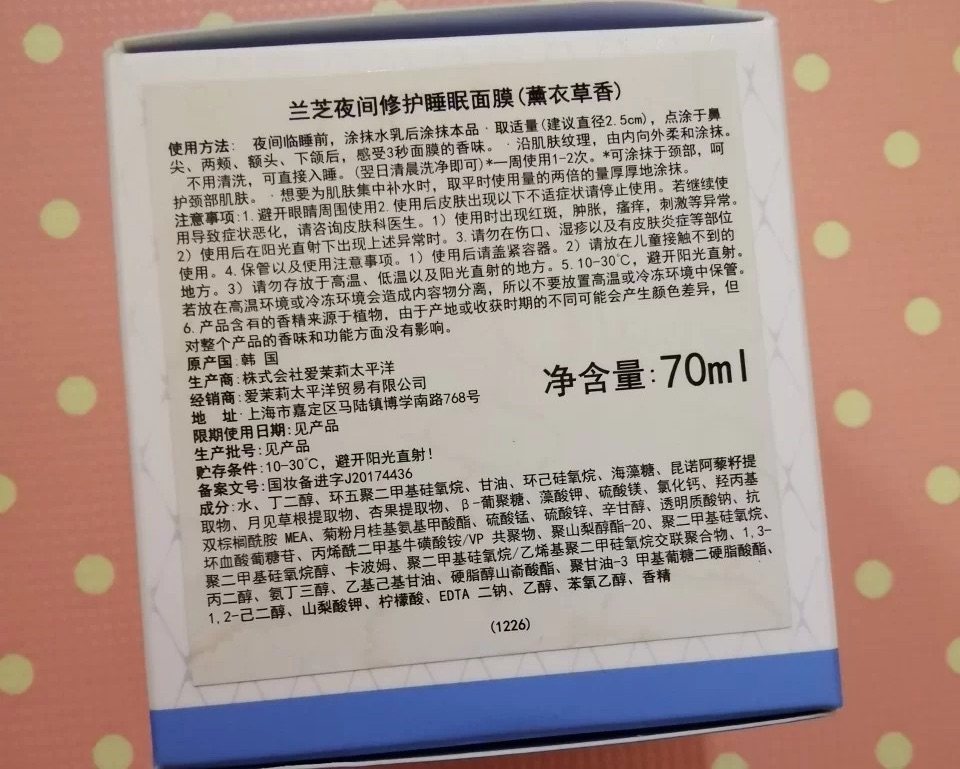 兰芝夜间修护睡眠面膜(薰衣草香)
使用方法: 夜间临睡前，涂抹水乳后涂抹本品·取适量(建议直径2.5cm)，点涂于鼻
尖、两颊、额头、下颌后，感受3秒面膜的香味。·沿肌肤纹理，由内向外柔和涂抹。
·不用清洗，可直接入睡。(翌日清晨洗净即可)*一周使用1-2次。*可涂抹于颈部，呵
护颈部肌肤。·想要为肌肤集中补水时，取平时使用量的两倍的量厚厚地涂抹。
注意事项:1.避开眼睛周围使用2.使用后皮肤出现以下不适症状请停止使用。若继续使
用导致症状恶化，请咨询皮肤科医生。1）使用时出现红斑，肿胀，瘙痒，刺激等异常。
2）使用后在阳光直射下出现上述异常时。3.请勿在伤口、湿疹以及有皮肤炎症等部位
使用。4.保管以及使用注意事项。1）使用后请盖紧容器。2）请放在儿童接触不到的
地方。3）请勿存放于高温、低温以及阳光直射的地方。5.10-30℃，避开阳光直射。
若放在高温环境或冷冻环境会造成内容物分离，所以不要放置高温或冷冻环境中保管。
6.产品含有的香精来源于植物，由于产地或收获时期的不同可能会产生颜色差异，但
对整个产品的香味和功能方面没有影响。
原产国:韩 国
生产商:株式会社爱茉莉太平洋
经销商:爱茉莉太平洋贸易有限公司
净含量:70ml
地 址·上海市嘉定区马陆镇博学南路768号
限期使用日期:见产品
生产批号:见产品
贮存条件:10-30℃，避开阳光直射!
备案文号:国妆备进字J20174436
成分:水、丁二醇、环五聚二甲基硅氧烷、甘油、环己硅氧烷、海藻糖、昆诺阿藜籽提
取物、月见草根提取物、杏果提取物、β-葡聚糖、藻酸钾、硫酸镁、氯化钙、羟丙基
双棕榈酰胺 MEA、菊粉月桂基氨基甲酸酯、硫酸锰、硫酸锌、辛甘醇、透明质酸钠、抗
坏血酸葡糖苷、丙烯酰二甲基牛磺酸铵/VP 共聚物、聚山梨醇酯-20、聚二甲基硅氧烷、
聚二甲基硅氧烷醇、卡波姆、聚二甲基硅氧烷/乙烯基聚二甲硅氧烷交联聚合物、1,3-
丙二醇、氨丁三醇、乙基己基甘油、硬脂醇山嵛酸酯、聚甘油-3 甲基葡糖二硬脂酸酯、
1,2-己二醇、山梨酸钾、柠檬酸、EDTA 二钠、乙醇、苯氧乙醇、香精
(1226)